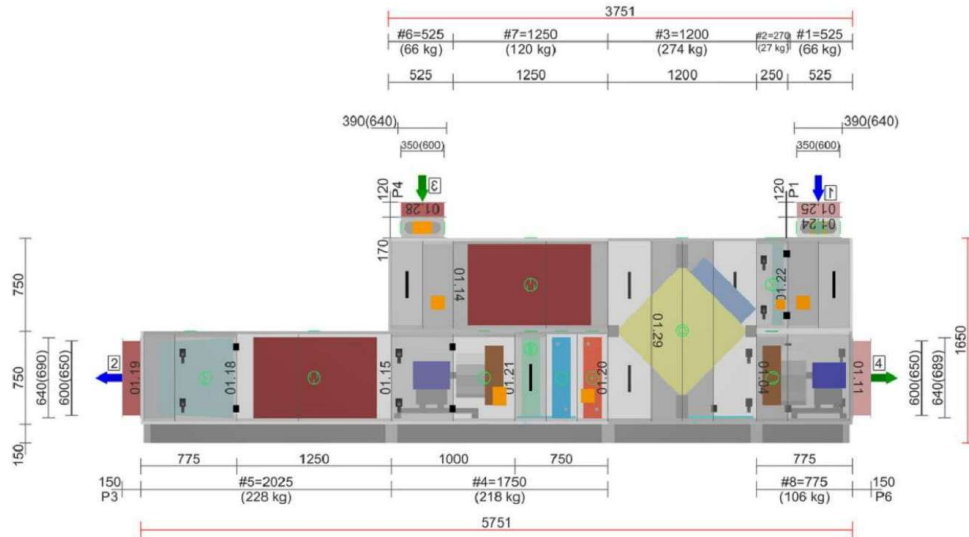 3751
#6=525 #7=1250 #3=1200 #2=270 #1=525
(66 kg) (120 kg) (274 kg) (27 kg) (66 kg)
525 1250 1200 250 525
390(640) 390(640)
350(600) 350(600)
120 P4 3 120 P1 1
01.28 01.25
01.24
170
750 01.14 01.22 1650
01.29
2 4
750 640(690) 600(650) 01.19 01.18 01.15 01.21 01.04 01.11 600(650) 640(689)
150
775 1250 1000 750 775
150 #5=2025 #4=1750 #8=775 150
P3 (228 kg) (218 kg) (106 kg) P6
5751